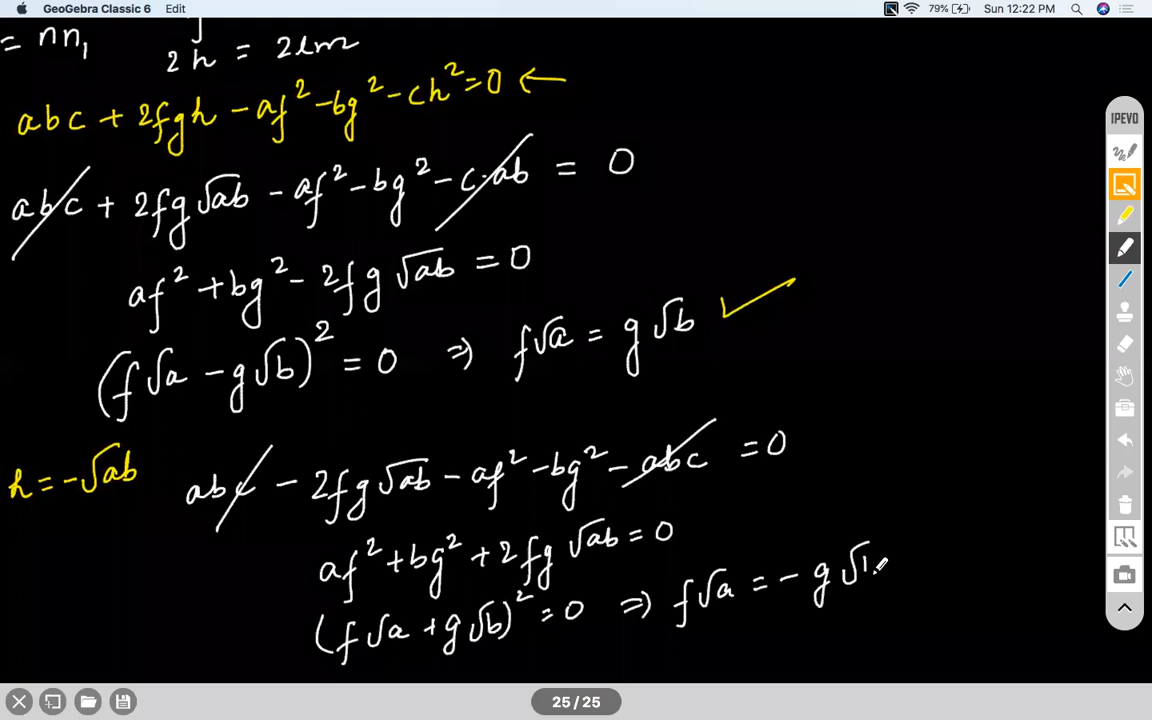 GeoGebra Classic 6 Edit 79% Sun 12:22 PM
= nn₁ 2h = 2lm
abc + 2fgh - af² - bg² - ch² = 0 ←
IPEVO
abc + 2fg√ab - af² - bg² - c·ab = 0
af² + bg² - 2fg√ab = 0
(f√a - g√b)² = 0 ⇒ f√a = g√b ✓
h = -√ab abc - 2fg√ab - af² - bg² - abc = 0
af² + bg² + 2fg√ab = 0
(f√a + g√b)² = 0 ⇒ f√a = - g√
25 / 25